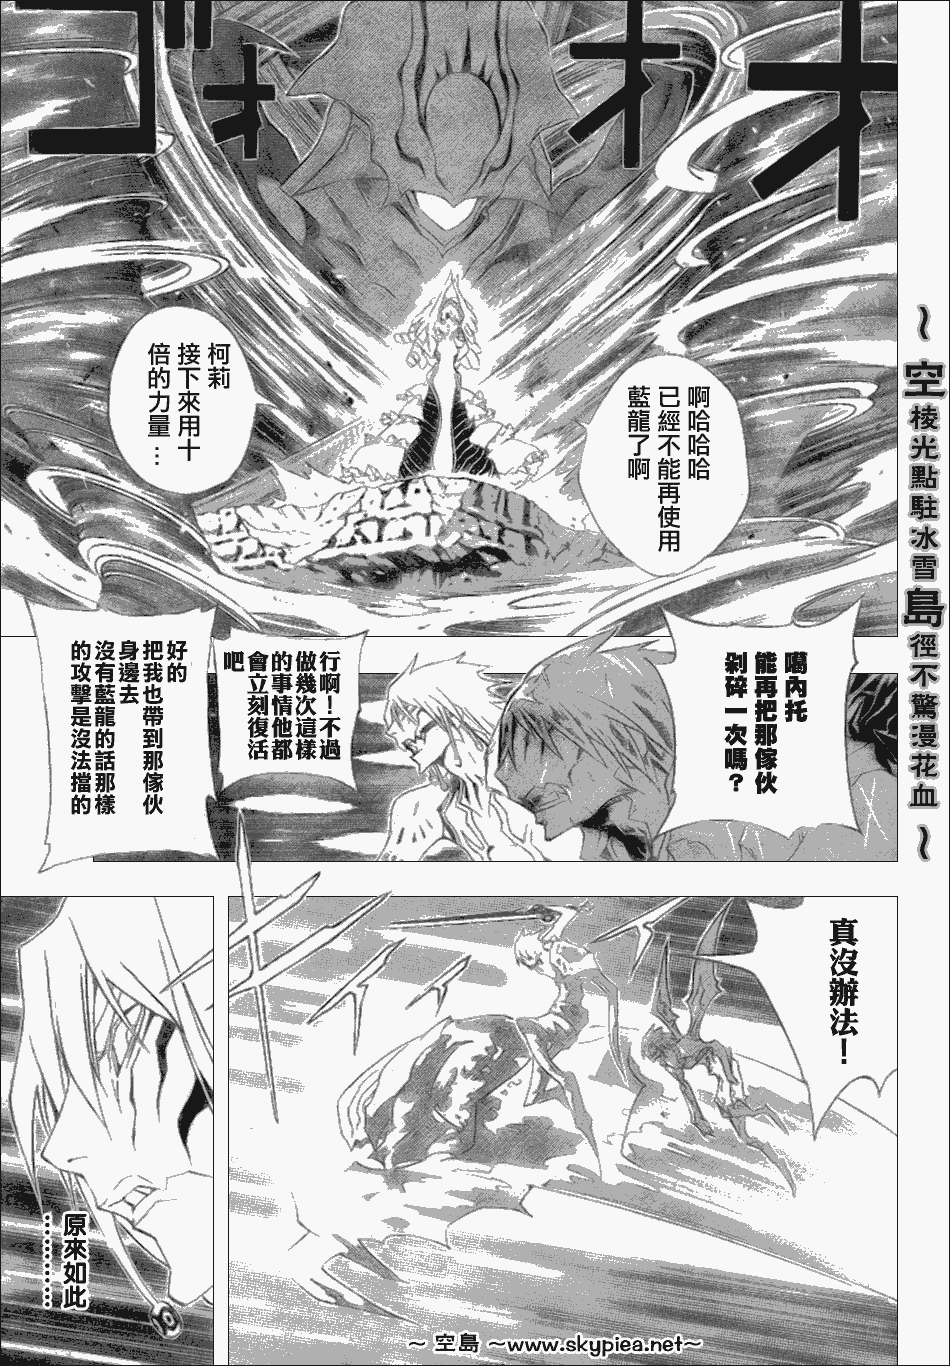 ゴオオオ
啊哈哈哈
已經不能再使用
藍龍了啊
柯莉
接下來用十
倍的力量
…
噶內托
能再把那傢伙
剁碎一次嗎？
行啊！不過
做幾次這樣
的事情他都
會立刻復活
吧
好的
把我也帶到那傢伙
身邊去
沒有藍龍的話那樣
的攻擊是沒法擋的
真沒辦法！
原來如此
…………
～空棱光點駐冰雪島徑不驚漫花血～
～ 空島 ～www.skypiea.net～